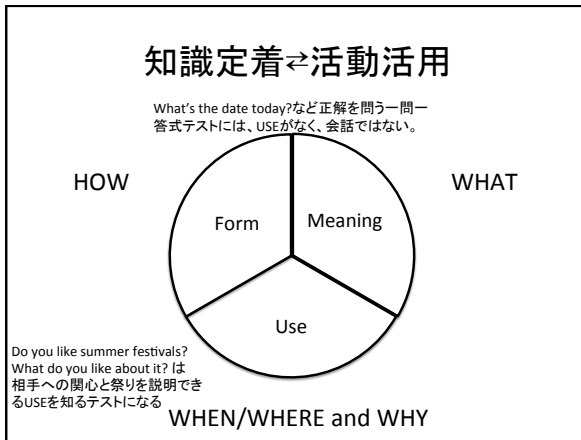 知識定着⇄活動活用
What's the date today?など正解を問う一問一
答式テストには、USEがなく、会話ではない。
HOW
WHAT
Form
Meaning
Use
Do you like summer festivals?
What do you like about it? は
相手への関心と祭りを説明でき
るUSEを知るテストになる
WHEN/WHERE and WHY